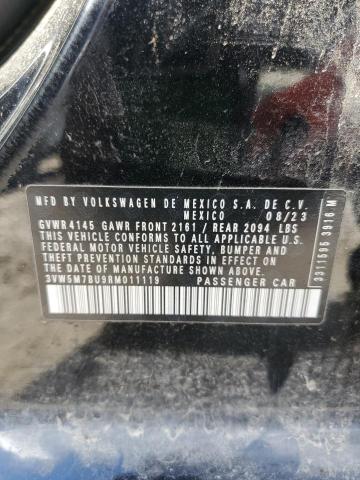 MFD BY VOLKSWAGEN DE MEXICO S.A. DE C.V.
MEXICO 08/23
GVWR 4145 GAWR FRONT 2161 / REAR 2094 LBS
THIS VEHICLE CONFORMS TO ALL APPLICABLE U.S.
FEDERAL MOTOR VEHICLE SAFETY, BUMPER AND
THEFT PREVENTION STANDARDS IN EFFECT ON THE
DATE OF MANUFACTURE SHOWN ABOVE.
3VW5M7BU9RM011119 PASSENGER CAR
3311595 3916 M